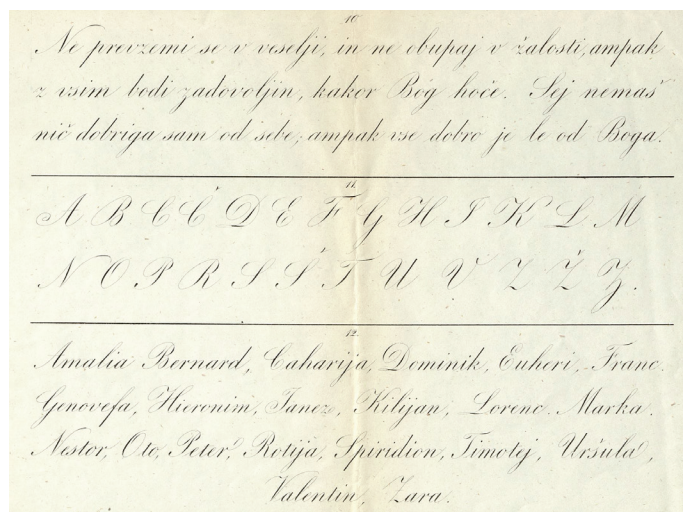 10.
Ne prevzemi se v veselji, in ne obupaj v žalosti, ampak
z vsim bodi zadovoljin, kakor Bóg hoče. Sej nemaš
nič dobriga sam od sebe, ampak vse dobro je le od Boga.
11.
A B C Č D E F G H I K L M
N O P R S Š T U V Z Ž Z.
12.
Amalia Bernard, Caharija, Dominik, Euheri, Franc.
Genovefa, Hieronim, Janez, Kilijan, Lorenc. Marka.
Nestor, Oto, Peter, Rotija, Spiridion, Timotej, Uršula,
Valentin, Zara.